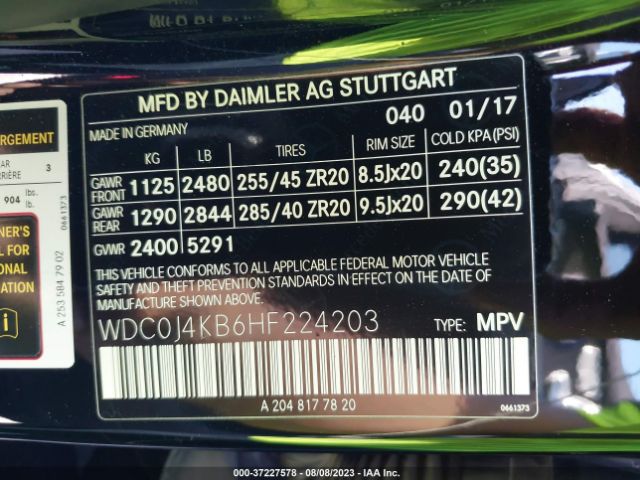 MFD BY DAIMLER AG STUTTGART
MADE IN GERMANY 040 01/17
KG LB TIRES RIM SIZE COLD KPA(PSI)
GAWR FRONT 1125 2480 255/45 ZR20 8.5Jx20 240(35)
GAWR REAR 1290 2844 285/40 ZR20 9.5Jx20 290(42)
GVWR 2400 5291
THIS VEHICLE CONFORMS TO ALL APPLICABLE FEDERAL MOTOR VEHICLE
SAFETY AND THEFT PREVENTION STANDARDS IN EFFECT ON THE DATE OF
MANUFACTURE SHOWN ABOVE.
WDC0J4KB6HF224203 TYPE: MPV
A 204 817 78 20 0661373
ARGEMENT
3
904 lbs.
lb.
0661373
NER'S
FOR
ONAL
ATION
A 253 584 79 02
000-37227578 - 08/08/2023 - IAA Inc.